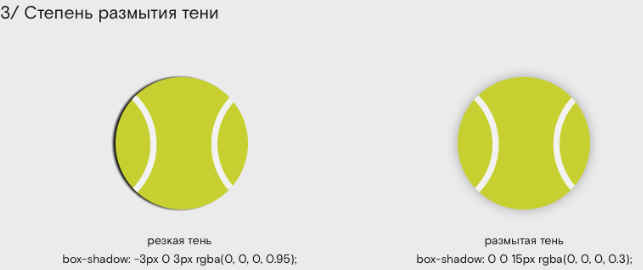 3/ Степень размытия тени
резкая тень
box-shadow: -3px 0 3px rgba(0, 0, 0, 0.95);
размытая тень
box-shadow: 0 0 15px rgba(0, 0, 0, 0.3);